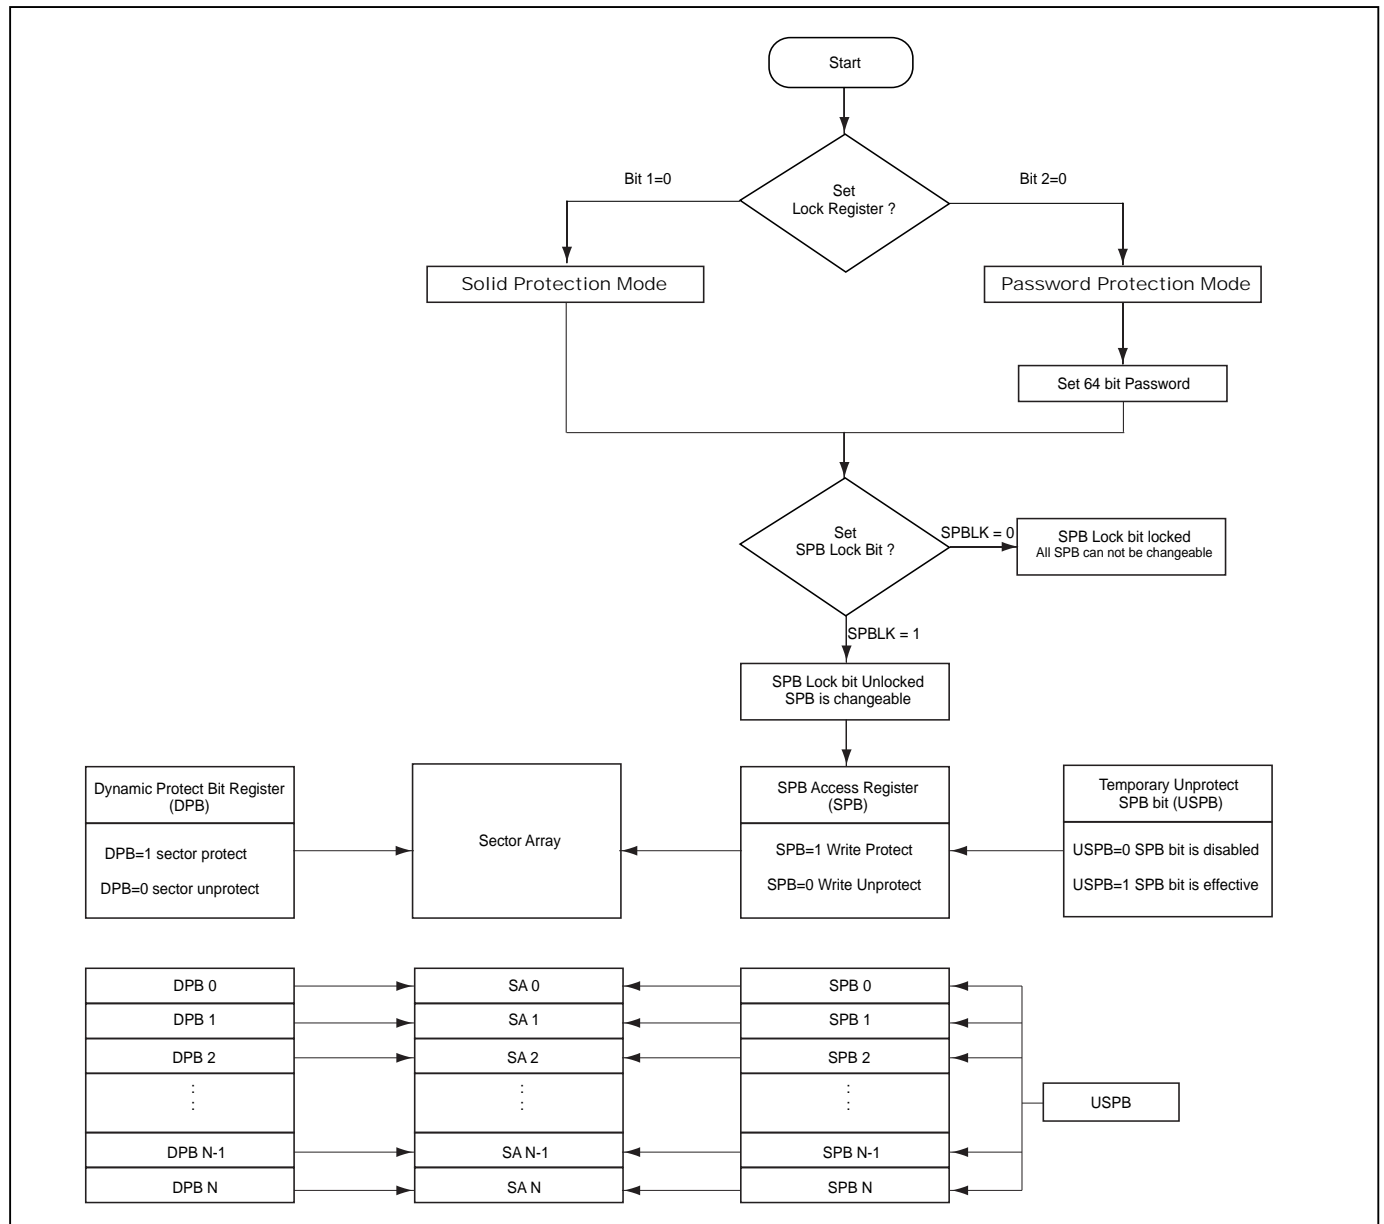 Start
Bit 1=0
Bit 2=0
Set
Lock Register ?
Solid Protection Mode
Password Protection Mode
Set 64 bit Password
Set
SPB Lock Bit ?
SPBLK = 0
SPB Lock bit locked
All SPB can not be changeable
SPBLK = 1
SPB Lock bit Unlocked
SPB is changeable
Dynamic Protect Bit Register
(DPB)
DPB=1 sector protect
DPB=0 sector unprotect
Sector Array
SPB Access Register
(SPB)
SPB=1 Write Protect
SPB=0 Write Unprotect
Temporary Unprotect
SPB bit (USPB)
USPB=0 SPB bit is disabled
USPB=1 SPB bit is effective
DPB 0
SA 0
SPB 0
DPB 1
SA 1
SPB 1
DPB 2
SA 2
SPB 2
USPB
DPB N-1
SA N-1
SPB N-1
DPB N
SA N
SPB N